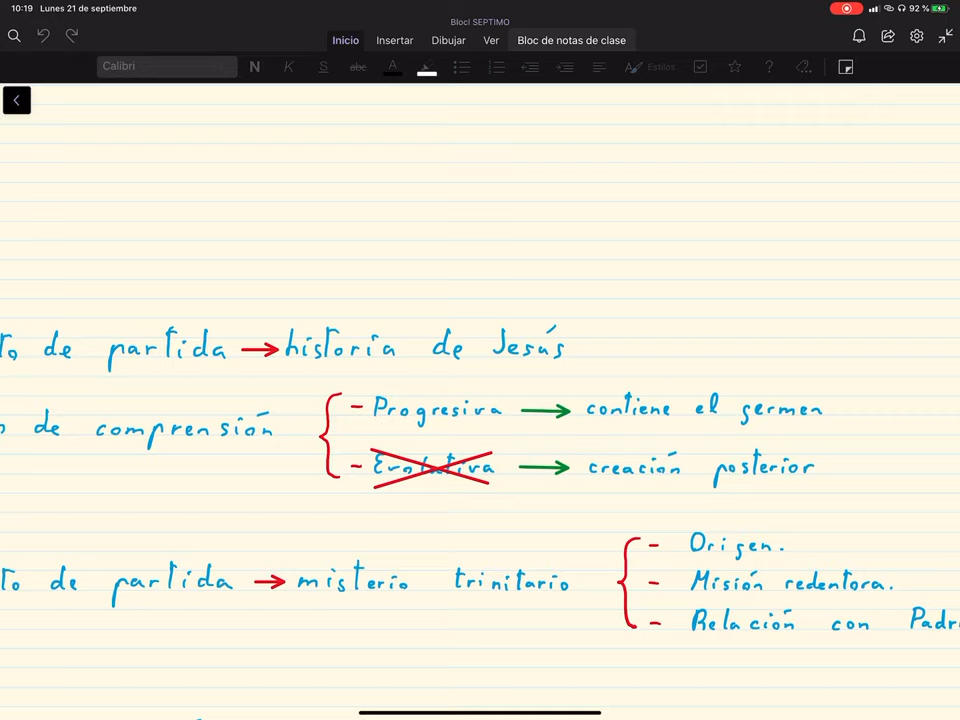 10:19 Lunes 21 de septiembre
92 %
Blocl SEPTIMO
Inicio Insertar Dibujar Ver Bloc de notas de clase
Calibri N K S abc A Estilos
to de partida → historia de Jesús
o de comprensión
- Progresiva → contiene el germen
- Evolutiva → creación posterior
to de partida → misterio trinitario
- Origen.
- Misión redentora.
- Relación con Padr